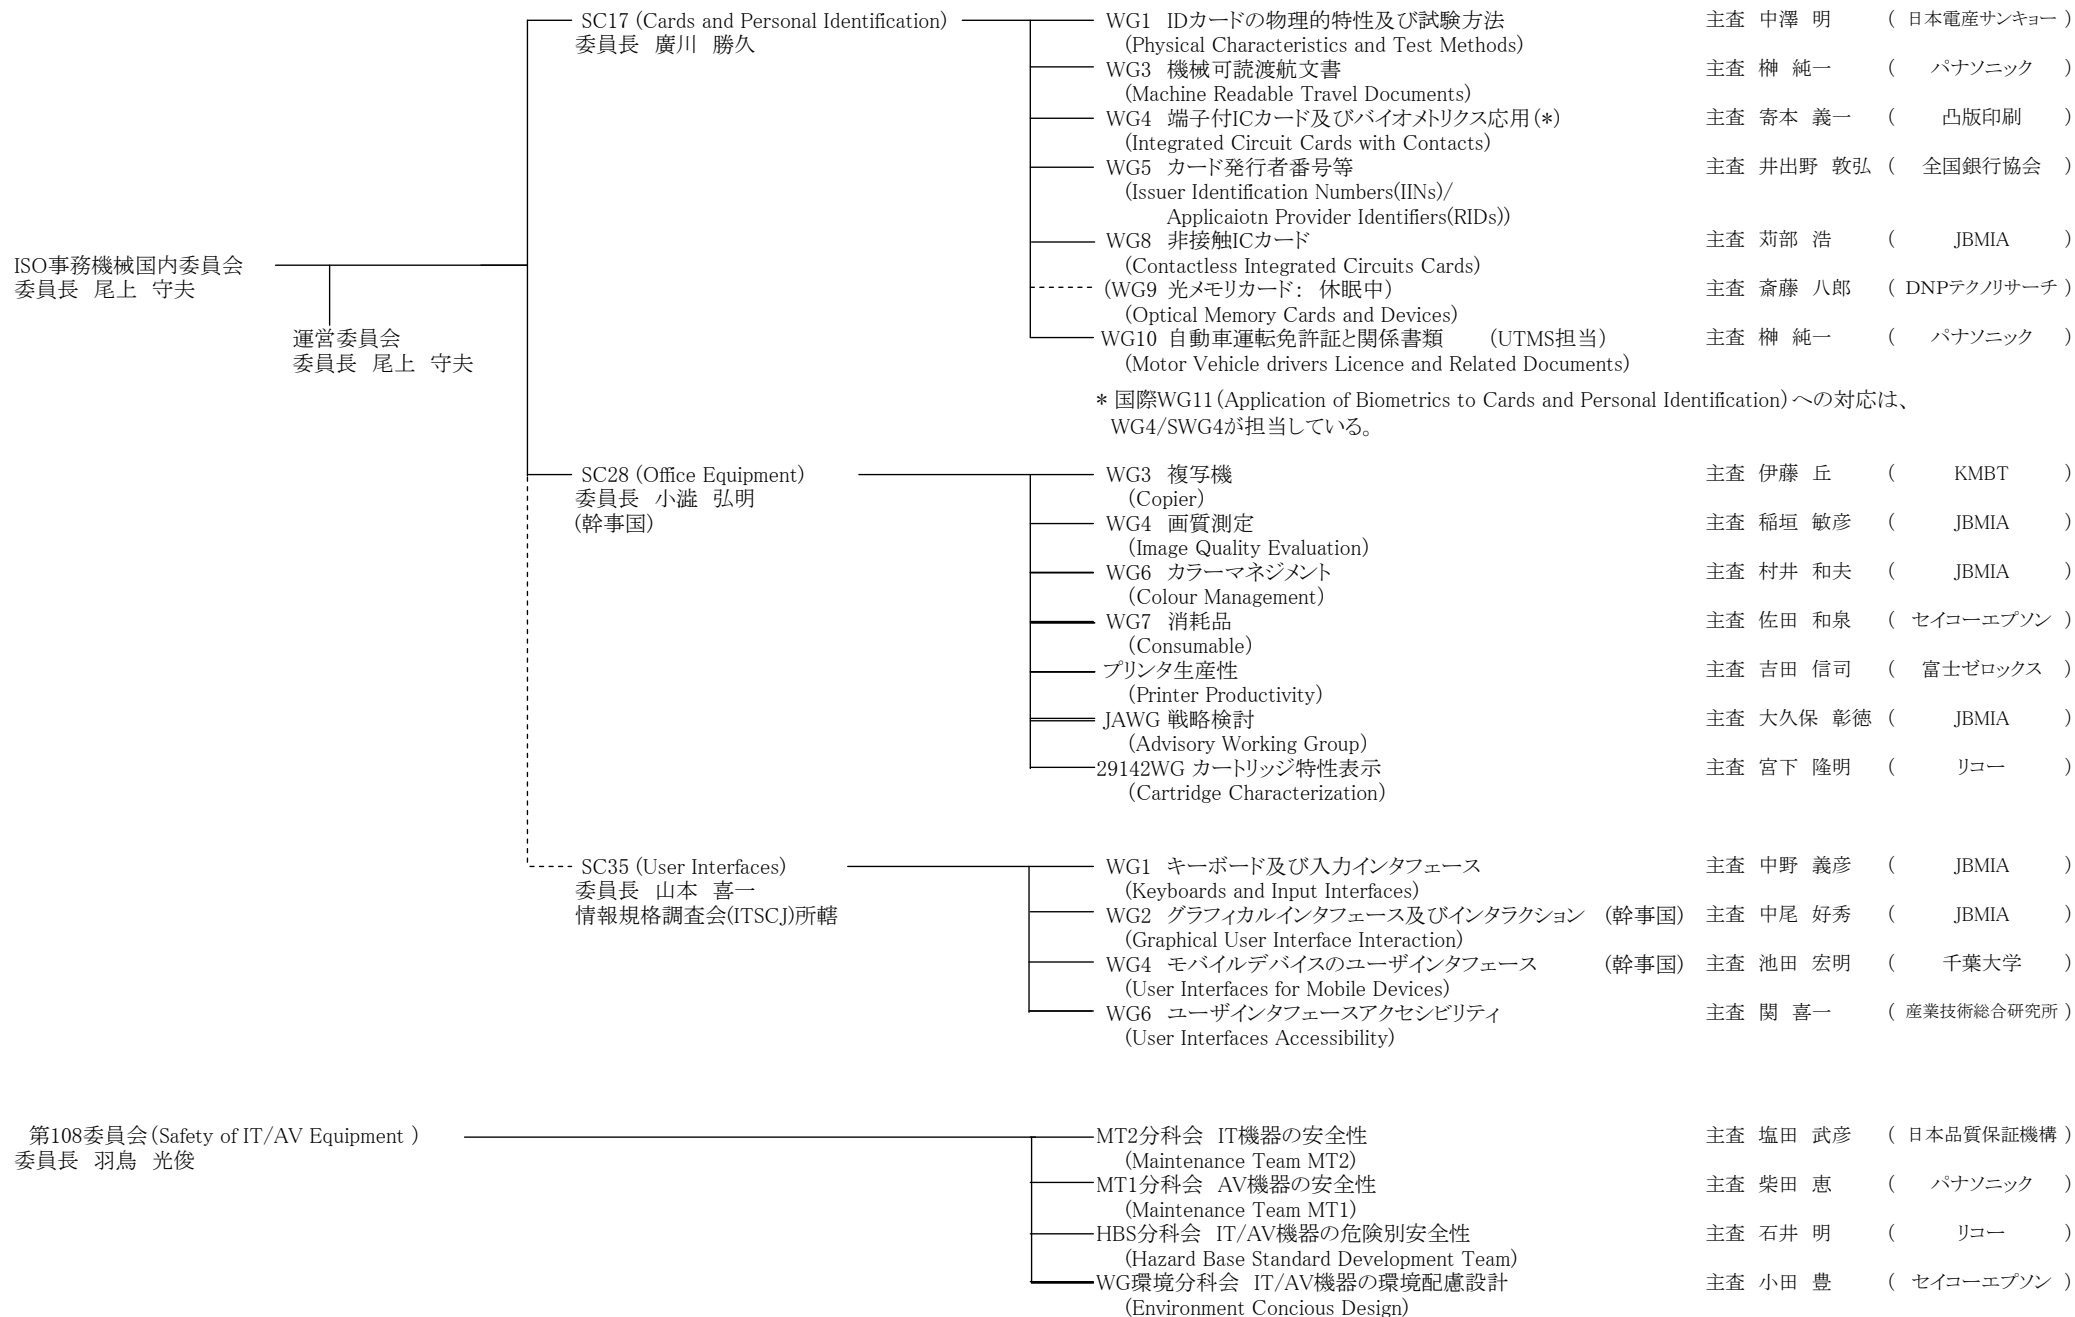 SC17 (Cards and Personal Identification)
委員長 廣川 勝久
WG1 IDカードの物理的特性及び試験方法 主査 中澤 明 ( 日本電産サンキョー )
(Physical Characteristics and Test Methods)
WG3 機械可読渡航文書 主査 榊 純一 ( パナソニック )
(Machine Readable Travel Documents)
WG4 端子付ICカード及びバイオメトリクス応用(*) 主査 寄本 義一 ( 凸版印刷 )
(Integrated Circuit Cards with Contacts)
WG5 カード発行者番号等 主査 井出野 敦弘 ( 全国銀行協会 )
(Issuer Identification Numbers(IINs)/
Applicaiotn Provider Identifiers(RIDs))
WG8 非接触ICカード 主査 苅部 浩 ( JBMIA )
(Contactless Integrated Circuits Cards)
(WG9 光メモリカード: 休眠中) 主査 斎藤 八郎 ( DNPテクノリサーチ )
(Optical Memory Cards and Devices)
WG10 自動車運転免許証と関係書類 (UTMS担当) 主査 榊 純一 ( パナソニック )
(Motor Vehicle drivers Licence and Related Documents)
* 国際WG11(Application of Biometrics to Cards and Personal Identification)への対応は、
WG4/SWG4が担当している。
ISO事務機械国内委員会
委員長 尾上 守夫
運営委員会
委員長 尾上 守夫
SC28 (Office Equipment)
委員長 小澁 弘明
(幹事国)
WG3 複写機 主査 伊藤 丘 ( KMBT )
(Copier)
WG4 画質測定 主査 稲垣 敏彦 ( JBMIA )
(Image Quality Evaluation)
WG6 カラーマネジメント 主査 村井 和夫 ( JBMIA )
(Colour Management)
WG7 消耗品 主査 佐田 和泉 ( セイコーエプソン )
(Consumable)
プリンタ生産性 主査 吉田 信司 ( 富士ゼロックス )
(Printer Productivity)
JAWG 戦略検討 主査 大久保 彰徳 ( JBMIA )
(Advisory Working Group)
29142WG カートリッジ特性表示 主査 宮下 隆明 ( リコー )
(Cartridge Characterization)
SC35 (User Interfaces)
委員長 山本 喜一
情報規格調査会(ITSCJ)所轄
WG1 キーボード及び入力インタフェース 主査 中野 義彦 ( JBMIA )
(Keyboards and Input Interfaces)
WG2 グラフィカルインタフェース及びインタラクション (幹事国) 主査 中尾 好秀 ( JBMIA )
(Graphical User Interface Interaction)
WG4 モバイルデバイスのユーザインタフェース (幹事国) 主査 池田 宏明 ( 千葉大学 )
(User Interfaces for Mobile Devices)
WG6 ユーザインタフェースアクセシビリティ 主査 関 喜一 ( 産業技術総合研究所 )
(User Interfaces Accessibility)
第108委員会(Safety of IT/AV Equipment )
委員長 羽鳥 光俊
MT2分科会 IT機器の安全性 主査 塩田 武彦 ( 日本品質保証機構 )
(Maintenance Team MT2)
MT1分科会 AV機器の安全性 主査 柴田 恵 ( パナソニック )
(Maintenance Team MT1)
HBS分科会 IT/AV機器の危険別安全性 主査 石井 明 ( リコー )
(Hazard Base Standard Development Team)
WG環境分科会 IT/AV機器の環境配慮設計 主査 小田 豊 ( セイコーエプソン )
(Environment Concious Design)